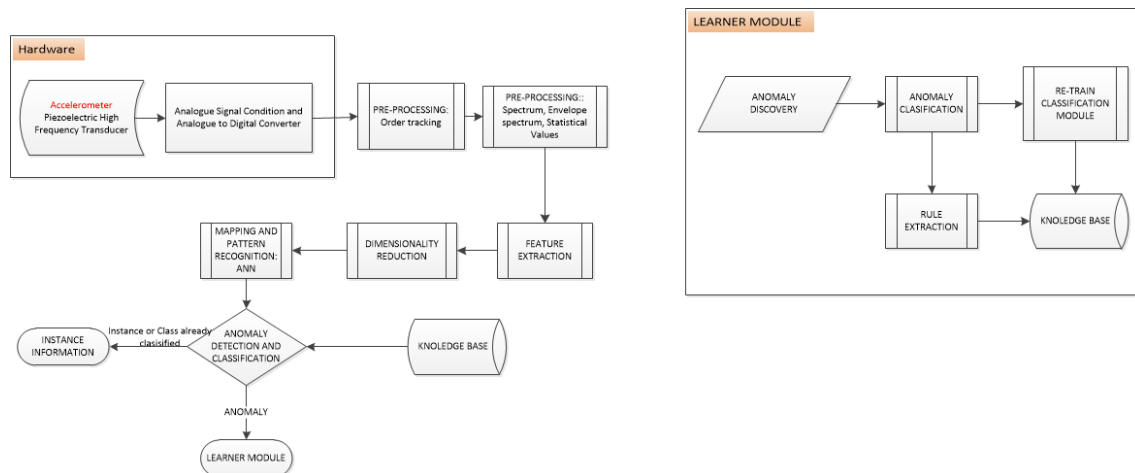 Hardware
Accelerometer
Piezoelectric High
Frequency Transducer
Analogue Signal Condition and
Analogue to Digital Converter
PRE-PROCESSING:
Order tracking
PRE-PROCESSING::
Spectrum, Envelope
spectrum, Statistical
Values
MAPPING AND
PATTERN
RECOGNITION:
ANN
DIMENSIONALITY
REDUCTION
FEATURE
EXTRACTION
INSTANCE
INFORMATION
Instance or Class already
clasisified
ANOMALY
DETECTION AND
CLASSIFICATION
KNOLEDGE BASE
ANOMALY
LEARNER MODULE
LEARNER MODULE
ANOMALY
DISCOVERY
ANOMALY
CLASIFICATION
RE-TRAIN
CLASSIFICATION
MODULE
RULE
EXTRACTION
KNOLEDGE BASE